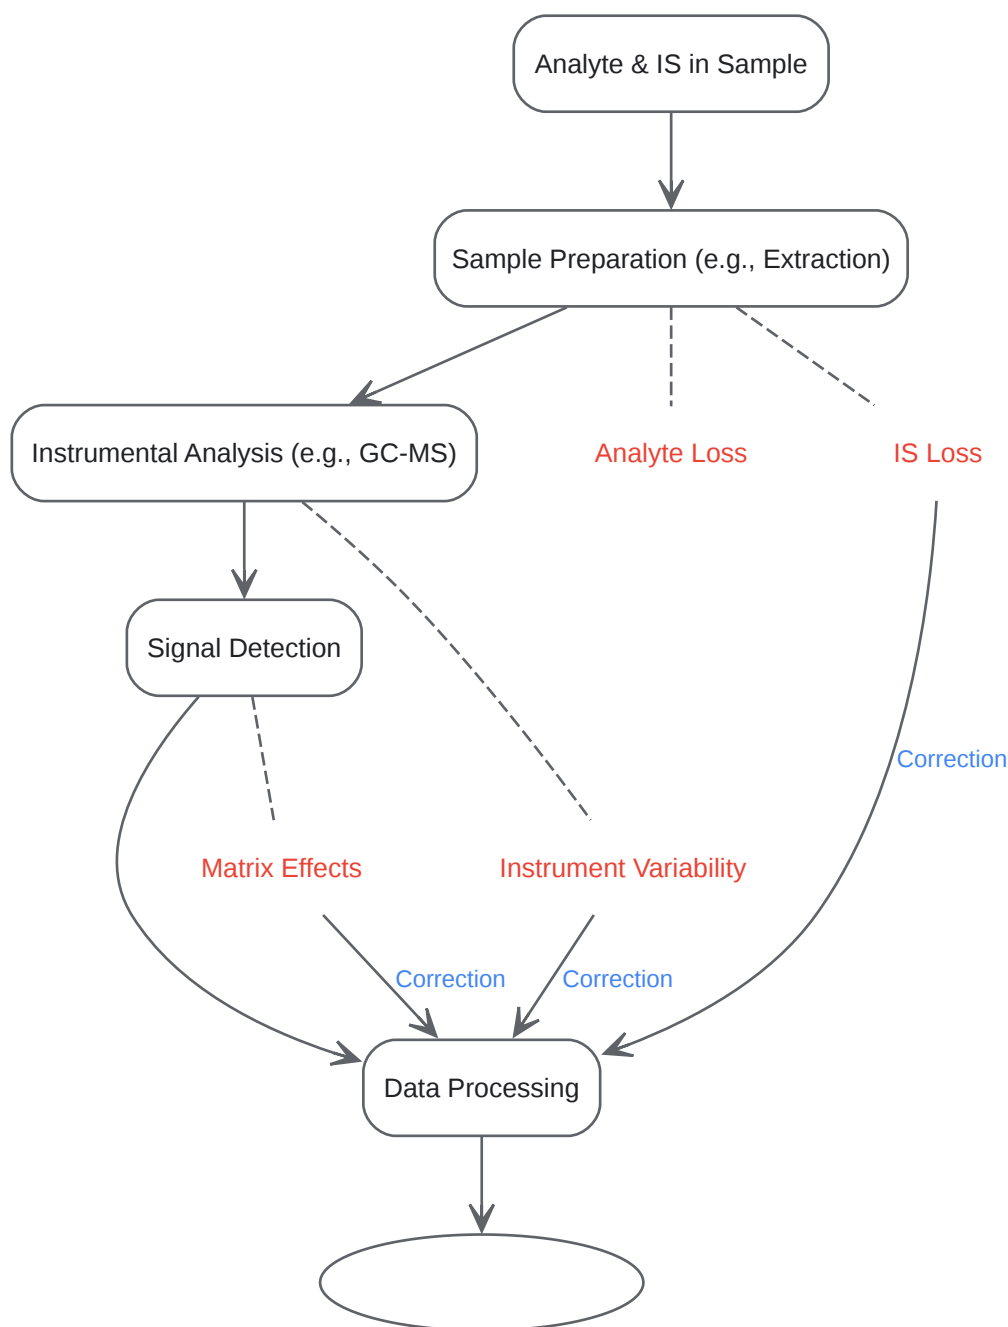 Analyte & IS in Sample
Sample Preparation (e.g., Extraction)
Instrumental Analysis (e.g., GC-MS)
Analyte Loss
IS Loss
Signal Detection
Correction
Matrix Effects
Instrument Variability
Correction
Correction
Data Processing